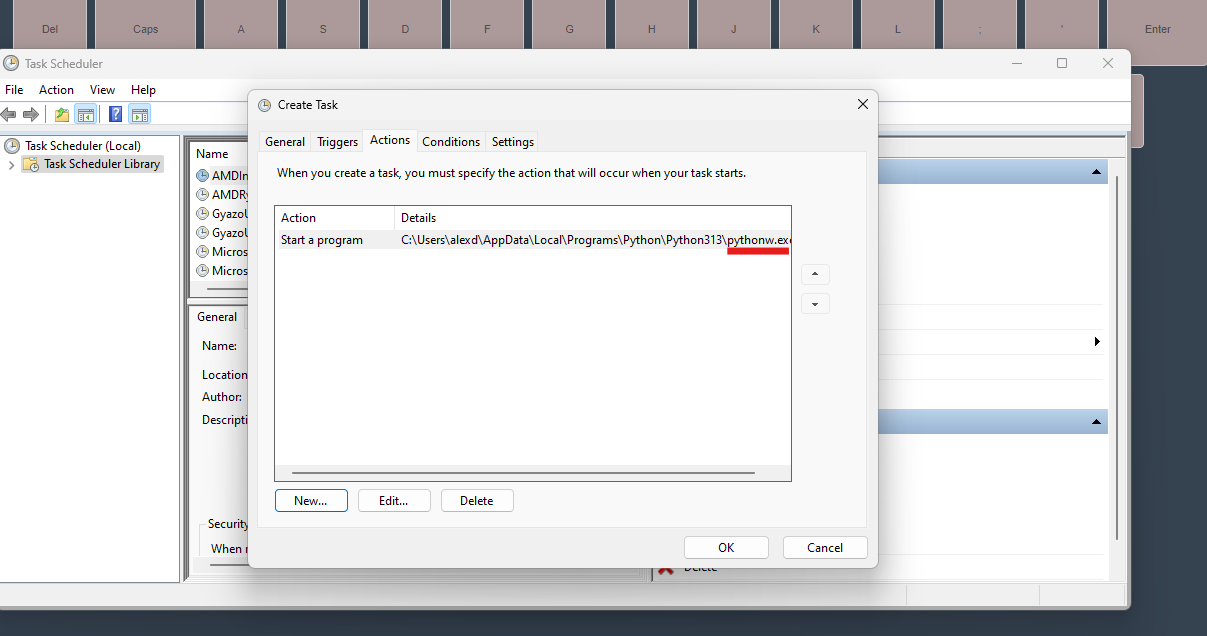 Del Caps A S D F G H J K L ; ' Enter
Task Scheduler
File Action View Help
Create Task
Task Scheduler (Local)
Task Scheduler Library
Name
AMDIn
AMDRy
GyazoU
GyazoU
Micros
Micros
General
Name:
Location
Author:
Descripti
Security
When r
General Triggers Actions Conditions Settings
When you create a task, you must specify the action that will occur when your task starts.
Action Details
Start a program C:\Users\alexd\AppData\Local\Programs\Python\Python313\pythonw.exe
New... Edit... Delete
OK Cancel
Delete